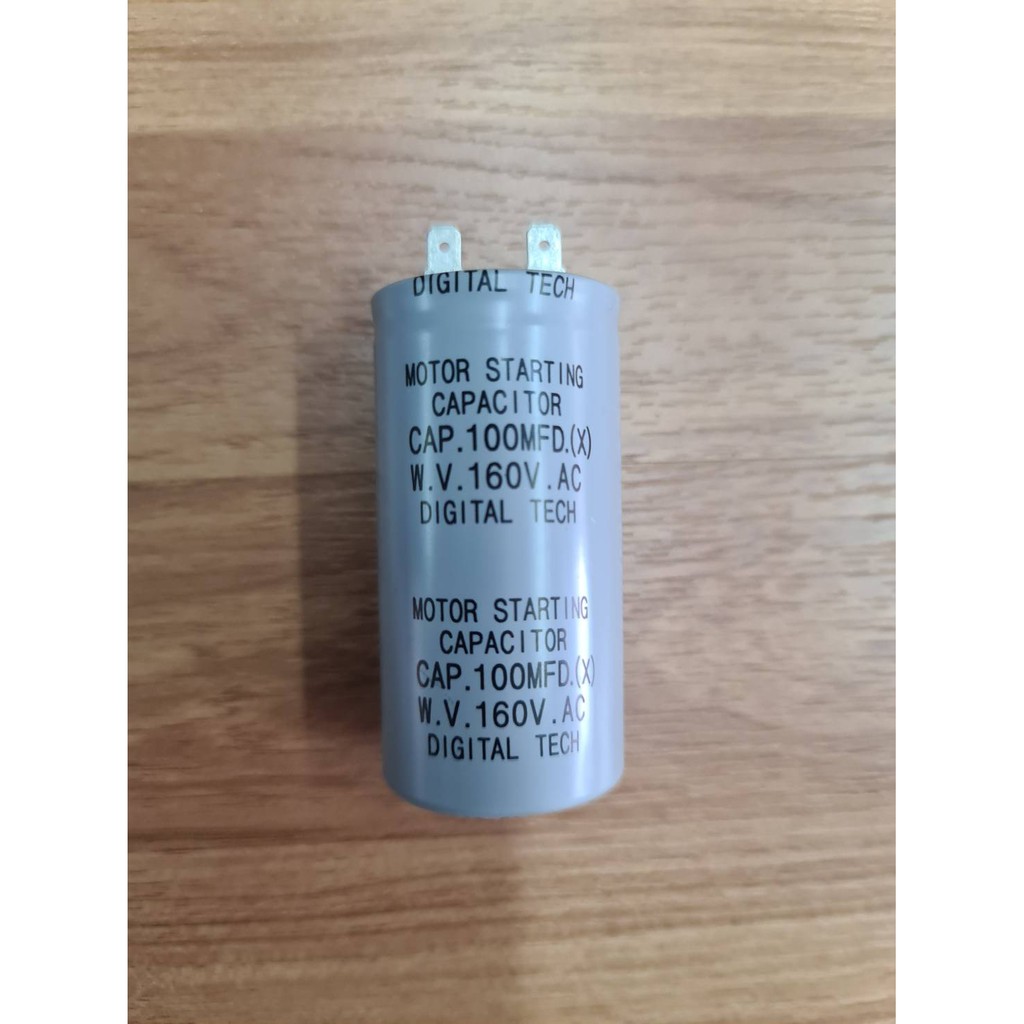 DIGITAL TECH
MOTOR STARTING
CAPACITOR
CAP.100MFD.(X)
W.V.160V.AC
DIGITAL TECH
MOTOR STARTING
CAPACITOR
CAP.100MFD.(X)
W.V.160V.AC
DIGITAL TECH